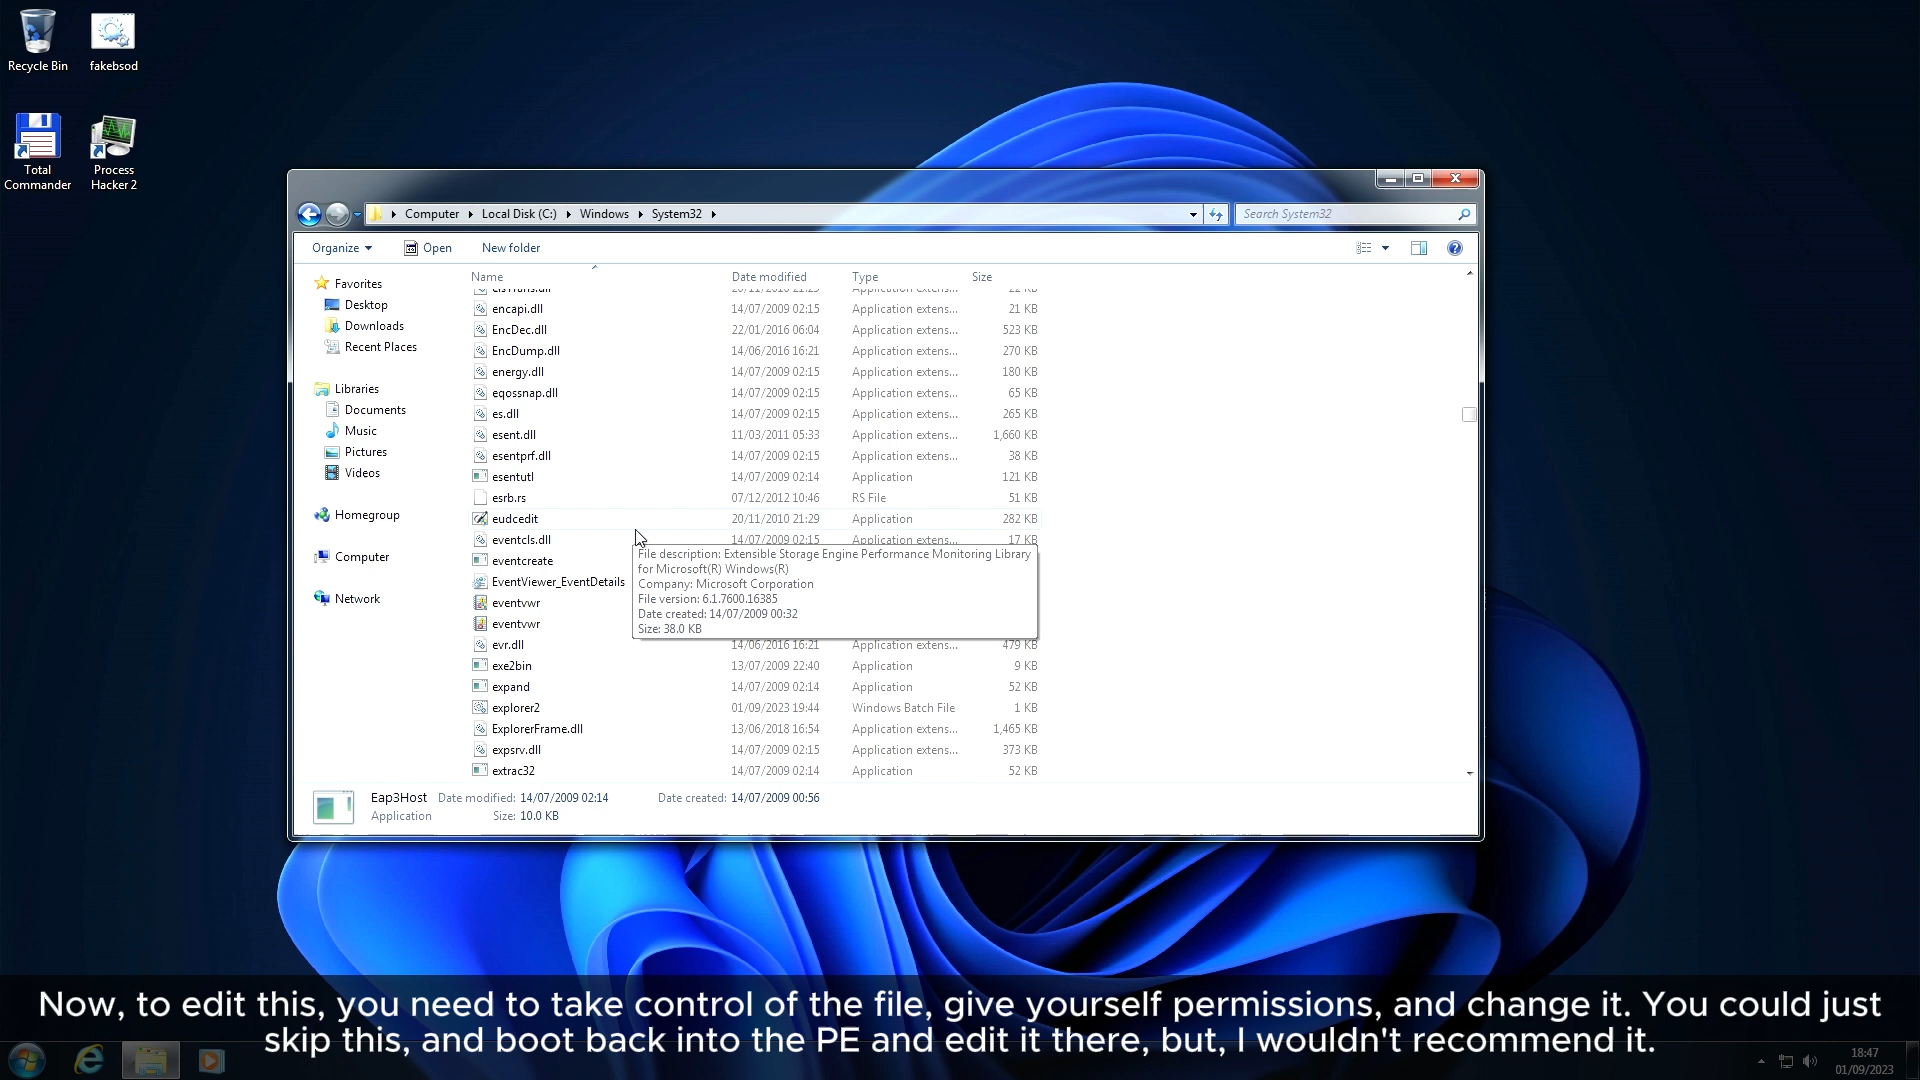 Recycle Bin
fakebsod
Total Commander
Process Hacker 2
Computer
Local Disk (C:)
Windows
System32
Search System32
Organize
Open
New folder
Name
Date modified
Type
Size
Favorites
Desktop
Downloads
Recent Places
Libraries
Documents
Music
Pictures
Videos
Homegroup
Computer
Network
encapi.dll 14/07/2009 02:15 Application extens... 21 KB
EncDec.dll 22/01/2016 06:04 Application extens... 523 KB
EncDump.dll 14/06/2016 16:21 Application extens... 270 KB
energy.dll 14/07/2009 02:15 Application extens... 180 KB
eqossnap.dll 14/07/2009 02:15 Application extens... 65 KB
es.dll 14/07/2009 02:15 Application extens... 265 KB
esent.dll 11/03/2011 05:33 Application extens... 1,660 KB
esentprf.dll 14/07/2009 02:15 Application extens... 38 KB
esentutl 14/07/2009 02:14 Application 121 KB
esrb.rs 07/12/2012 10:46 RS File 51 KB
eudcedit 20/11/2010 21:29 Application 282 KB
eventcls.dll 14/07/2009 02:15 Application extens... 17 KB
eventcreate
EventViewer_EventDetails
eventvwr
eventvwr
evr.dll 14/06/2016 16:21 Application extens... 479 KB
exe2bin 13/07/2009 22:40 Application 9 KB
expand 14/07/2009 02:14 Application 52 KB
explorer2 01/09/2023 19:44 Windows Batch File 1 KB
ExplorerFrame.dll 13/06/2018 16:54 Application extens... 1,465 KB
expsrv.dll 14/07/2009 02:15 Application extens... 373 KB
extrac32 14/07/2009 02:14 Application 52 KB
File description: Extensible Storage Engine Performance Monitoring Library
for Microsoft(R) Windows(R)
Company: Microsoft Corporation
File version: 6.1.7600.16385
Date created: 14/07/2009 00:32
Size: 38.0 KB
Eap3Host Date modified: 14/07/2009 02:14 Date created: 14/07/2009 00:56
Application Size: 10.0 KB
Now, to edit this, you need to take control of the file, give yourself permissions, and change it. You could just
skip this, and boot back into the PE and edit it there, but, I wouldn't recommend it.
18:47
01/09/2023